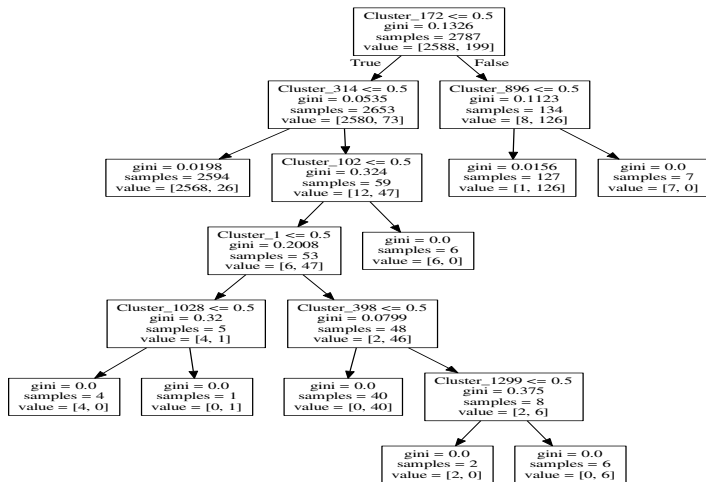 Cluster_172 <= 0.5
gini = 0.1326
samples = 2787
value = [2588, 199]
True
False
Cluster_314 <= 0.5
gini = 0.0535
samples = 2653
value = [2580, 73]
Cluster_896 <= 0.5
gini = 0.1123
samples = 134
value = [8, 126]
gini = 0.0198
samples = 2594
value = [2568, 26]
Cluster_102 <= 0.5
gini = 0.324
samples = 59
value = [12, 47]
gini = 0.0156
samples = 127
value = [1, 126]
gini = 0.0
samples = 7
value = [7, 0]
Cluster_1 <= 0.5
gini = 0.2008
samples = 53
value = [6, 47]
gini = 0.0
samples = 6
value = [6, 0]
Cluster_1028 <= 0.5
gini = 0.32
samples = 5
value = [4, 1]
Cluster_398 <= 0.5
gini = 0.0799
samples = 48
value = [2, 46]
gini = 0.0
samples = 4
value = [4, 0]
gini = 0.0
samples = 1
value = [0, 1]
gini = 0.0
samples = 40
value = [0, 40]
Cluster_1299 <= 0.5
gini = 0.375
samples = 8
value = [2, 6]
gini = 0.0
samples = 2
value = [2, 0]
gini = 0.0
samples = 6
value = [0, 6]